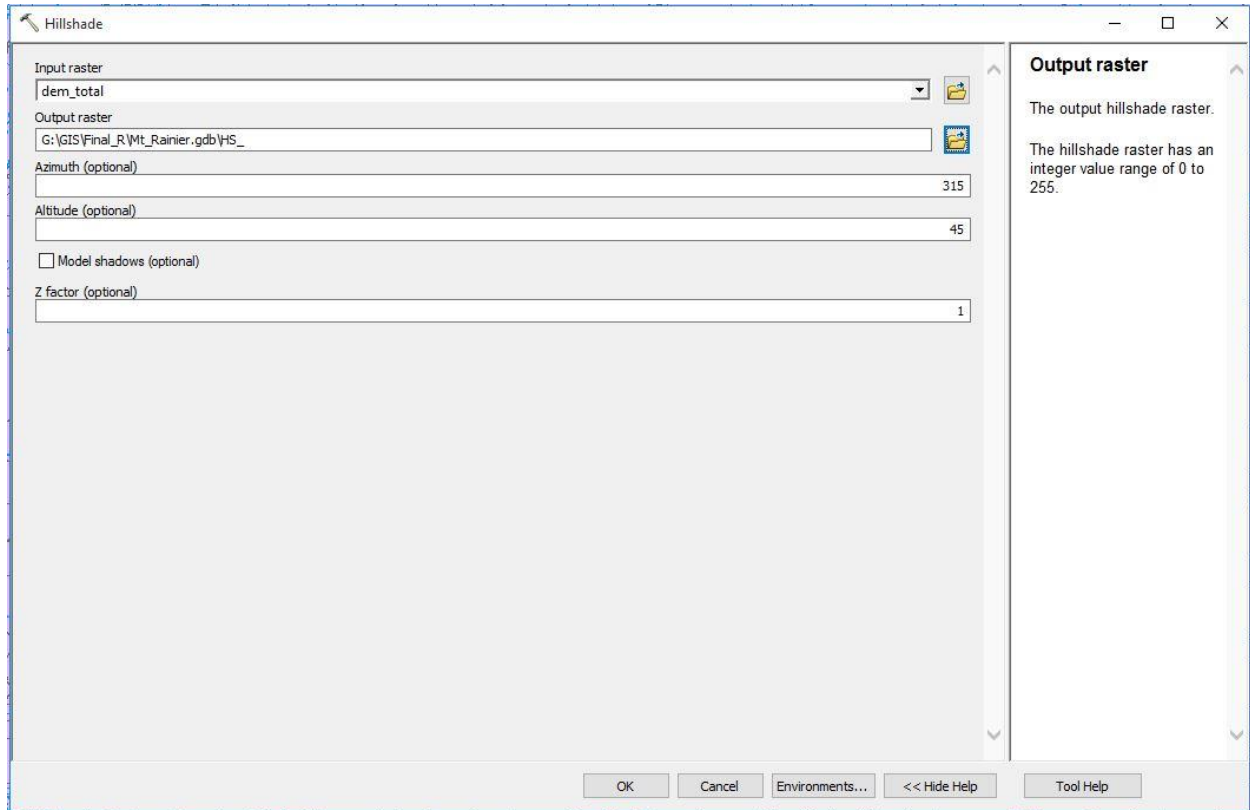 Hillshade
Input raster
dem_total
Output raster
G:\GIS\Final_R\Mt_Rainier.gdb\HS_
Azimuth (optional)
315
Altitude (optional)
45
Model shadows (optional)
Z factor (optional)
1
Output raster
The output hillshade raster.
The hillshade raster has an
integer value range of 0 to
255.
OK
Cancel
Environments...
<< Hide Help
Tool Help